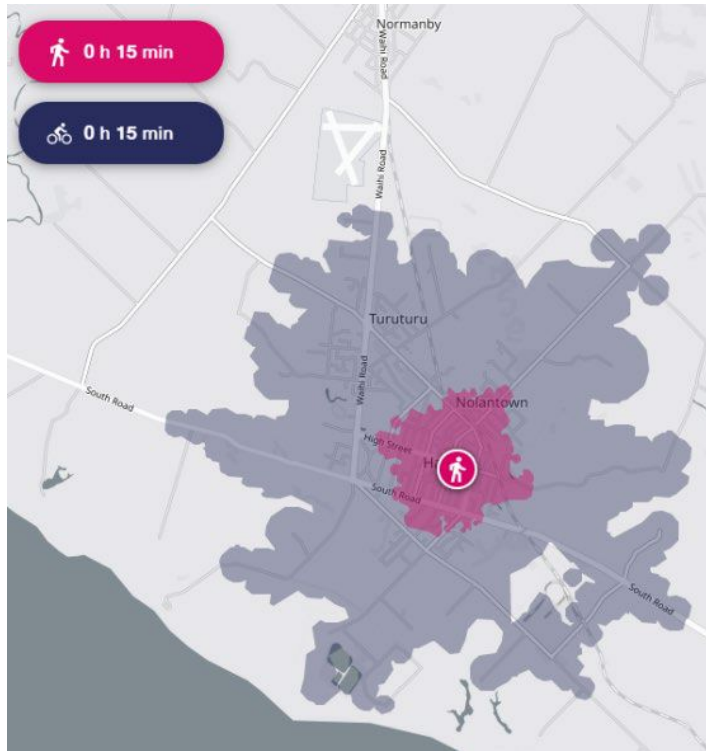 Normanby
0 h 15 min
0 h 15 min
Waihi Road
Waihi Road
Turuturu
Waihi Road
South Road
Nolantown
High Street
South Road
South Road